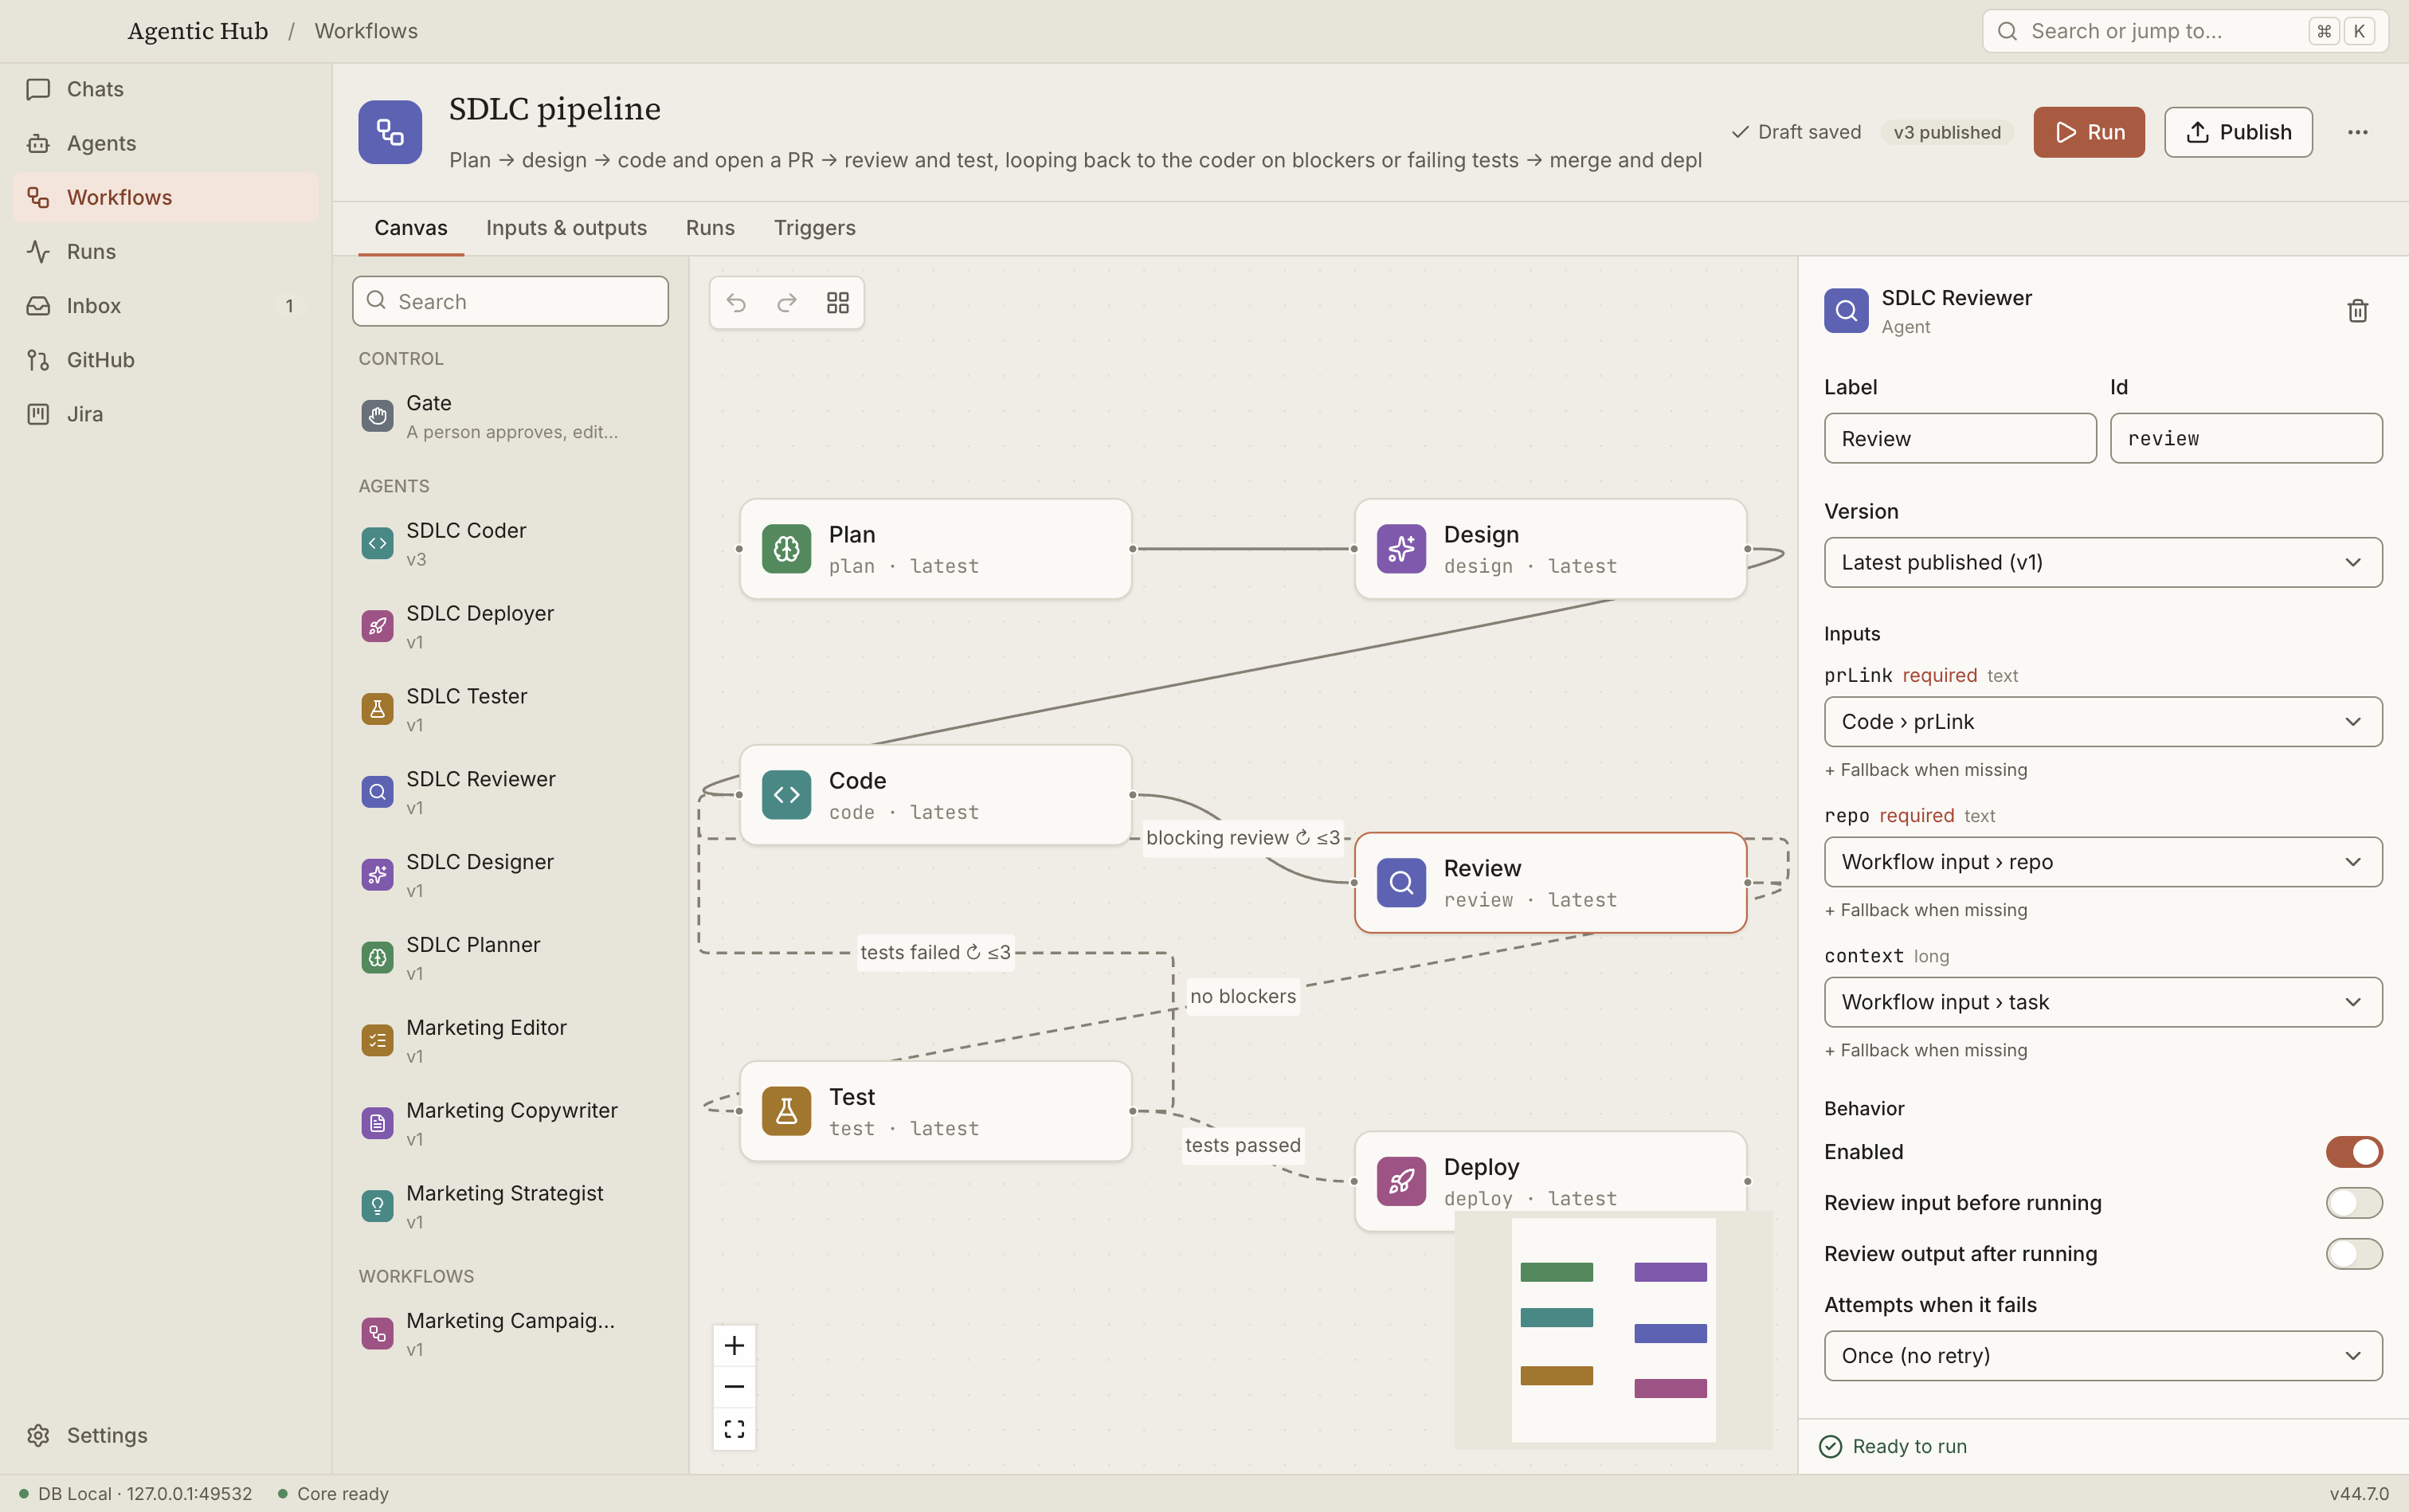 Agentic Hub / Workflows
Search or jump to... ⌘ K
Chats
Agents
Workflows
Runs
Inbox 1
GitHub
Jira
Settings
SDLC pipeline
Plan → design → code and open a PR → review and test, looping back to the coder on blockers or failing tests → merge and depl
Draft saved
v3 published
Run
Publish
Canvas
Inputs & outputs
Runs
Triggers
Search
CONTROL
Gate
A person approves, edit...
AGENTS
SDLC Coder
v3
SDLC Deployer
v1
SDLC Tester
v1
SDLC Reviewer
v1
SDLC Designer
v1
SDLC Planner
v1
Marketing Editor
v1
Marketing Copywriter
v1
Marketing Strategist
v1
WORKFLOWS
Marketing Campaig...
v1
Plan
plan · latest
Design
design · latest
Code
code · latest
blocking review ↻ ≤3
Review
review · latest
tests failed ↻ ≤3
no blockers
Test
test · latest
tests passed
Deploy
deploy · latest
SDLC Reviewer
Agent
Label
Id
Review
review
Version
Latest published (v1)
Inputs
prLink required text
Code › prLink
+ Fallback when missing
repo required text
Workflow input › repo
+ Fallback when missing
context long
Workflow input › task
+ Fallback when missing
Behavior
Enabled
Review input before running
Review output after running
Attempts when it fails
Once (no retry)
Ready to run
DB Local · 127.0.0.1:49532
Core ready
v44.7.0